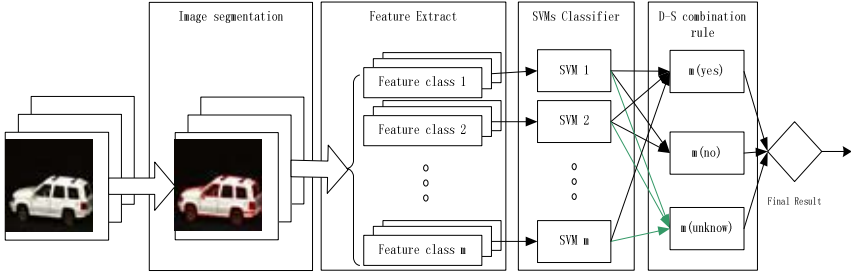 Image segmentation
Feature Extract
SVMs Classifier
D-S combination
rule
Feature class 1
Feature class 2
Feature class m
SVM 1
SVM 2
SVM m
m(yes)
m(no)
m(unknow)
Final Result